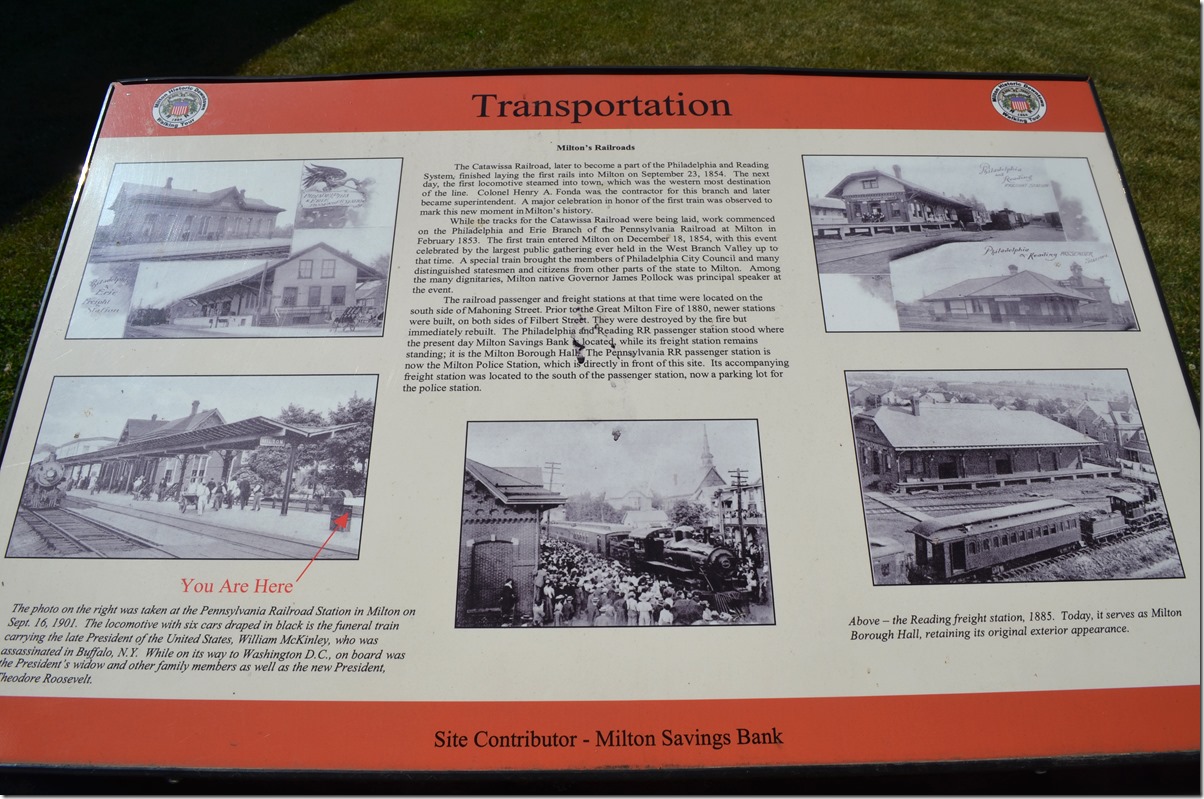 Transportation
Milton Historic Downtown
Walking Tour
Milton Historic Downtown
Walking Tour
Milton's Railroads
The Catawissa Railroad, later to become a part of the Philadelphia and Reading
System, finished laying the first rails into Milton on September 23, 1854. The next
day, the first locomotive steamed into town, which was the western most destination
of the line. Colonel Henry A. Fonda was the contractor for this branch and later
became superintendent. A major celebration in honor of the first train was observed to
mark this new moment in Milton's history.
While the tracks for the Catawissa Railroad were being laid, work commenced
on the Philadelphia and Erie Branch of the Pennsylvania Railroad at Milton in
February 1853. The first train entered Milton on December 18, 1854, with this event
celebrated by the largest public gathering ever held in the West Branch Valley up to
that time. A special train brought the members of Philadelphia City Council and many
distinguished statesmen and citizens from other parts of the state to Milton. Among
the many dignitaries, Milton native Governor James Pollock was principal speaker at
the event.
The railroad passenger and freight stations at that time were located on the
south side of Mahoning Street. Prior to the Great Milton Fire of 1880, newer stations
were built, on both sides of Filbert Street. They were destroyed by the fire but
immediately rebuilt. The Philadelphia and Reading RR passenger station stood where
the present day Milton Savings Bank is located, while its freight station remains
standing; it is the Milton Borough Hall. The Pennsylvania RR passenger station is
now the Milton Police Station, which is directly in front of this site. Its accompanying
freight station was located to the south of the passenger station, now a parking lot for
the police station.
Philadelphia
& Erie
Freight
Station
Philadelphia
and
Reading
Freight Station
Philadelphia
& Reading Passenger
Station
You Are Here
The photo on the right was taken at the Pennsylvania Railroad Station in Milton on
Sept. 16, 1901. The locomotive with six cars draped in black is the funeral train
carrying the late President of the United States, William McKinley, who was
assassinated in Buffalo, N.Y. While on its way to Washington D.C., on board was
the President's widow and other family members as well as the new President,
Theodore Roosevelt.
Above – the Reading freight station, 1885. Today, it serves as Milton
Borough Hall, retaining its original exterior appearance.
Site Contributor - Milton Savings Bank